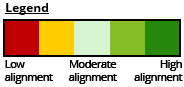 Legend
Low alignment
Moderate alignment
High alignment